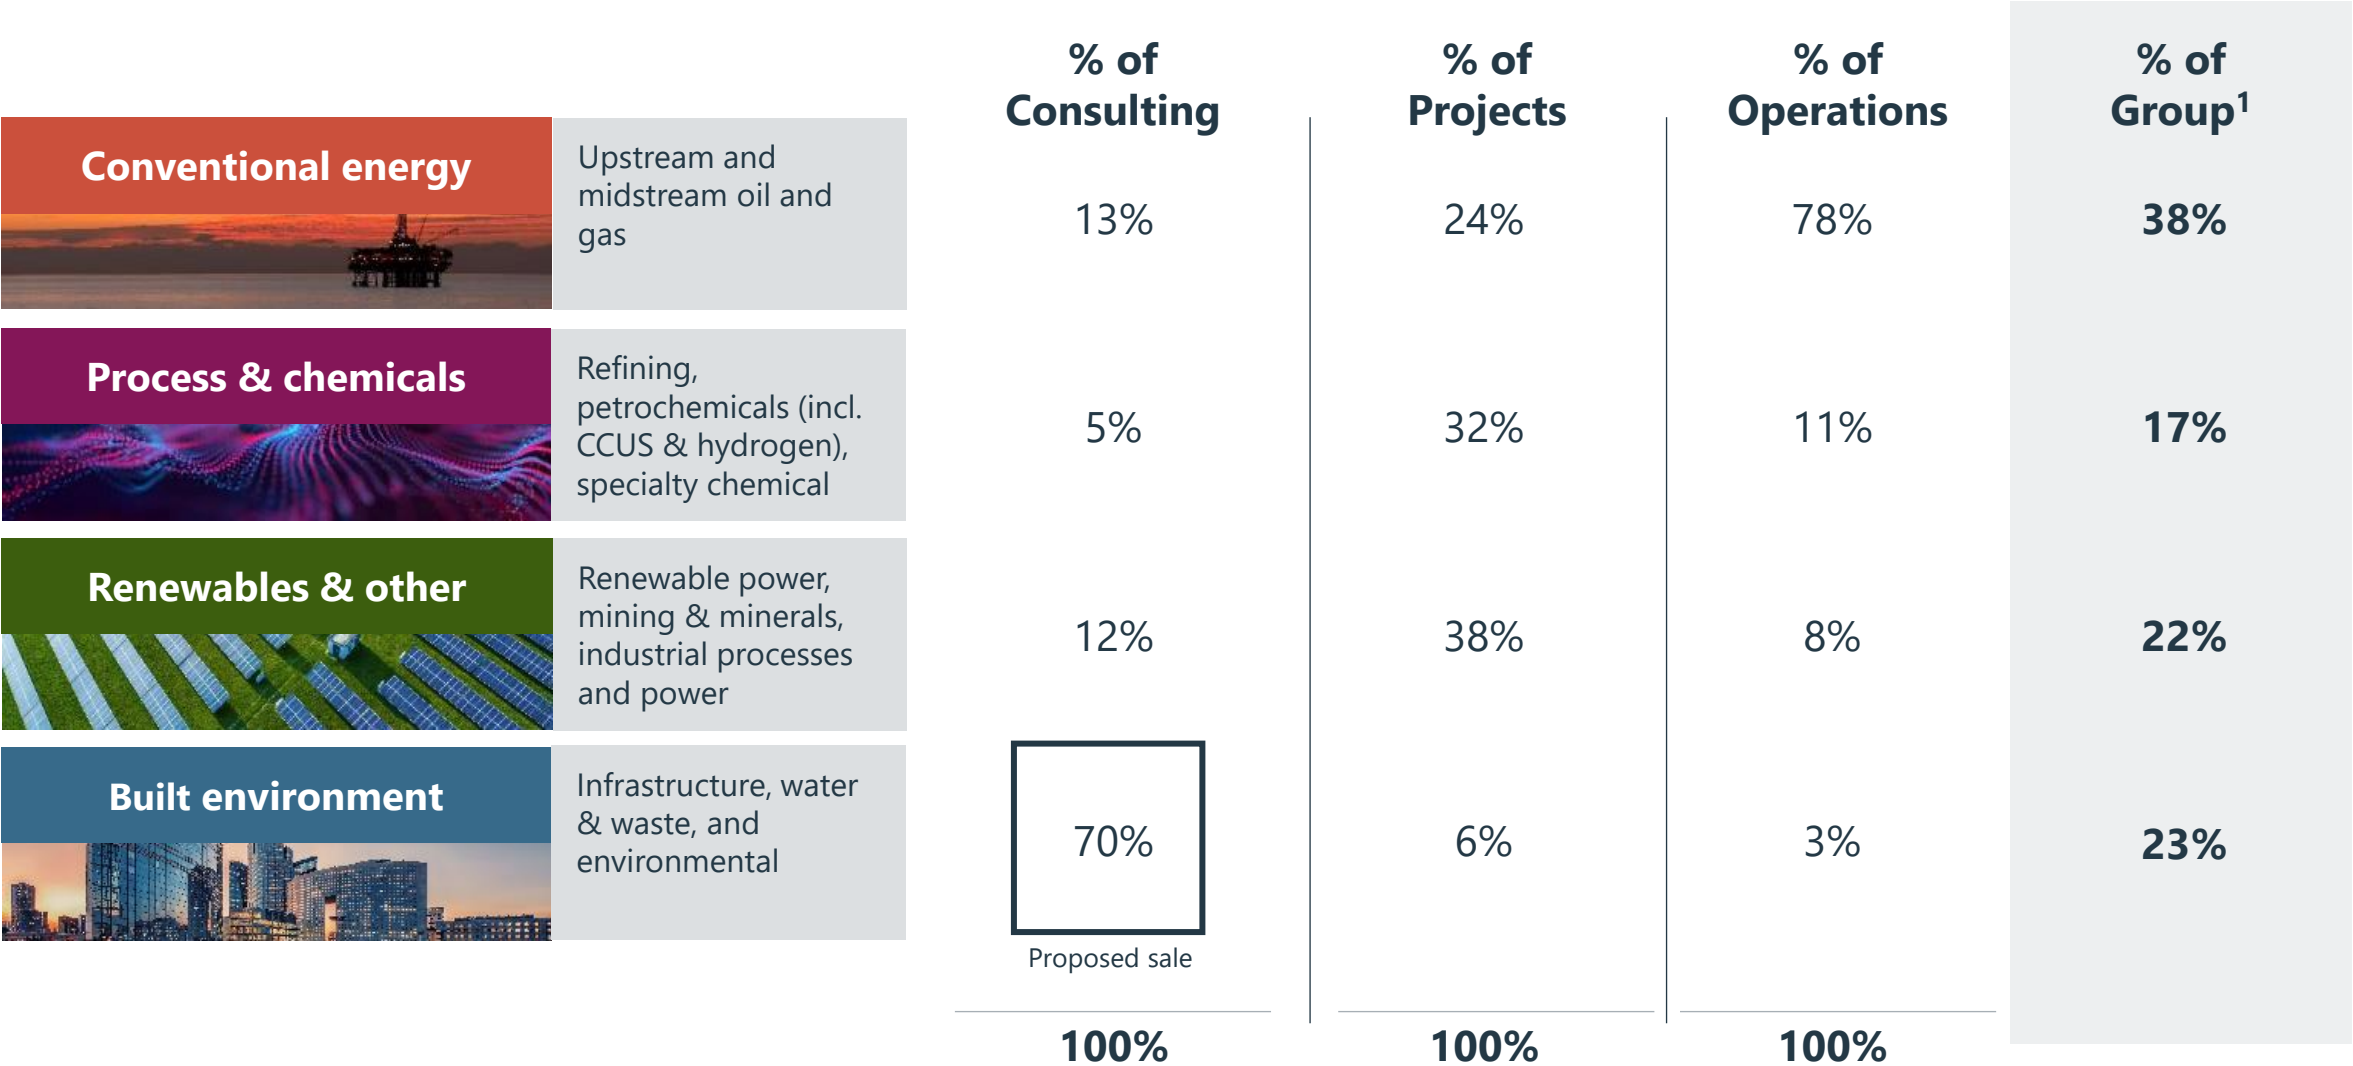 % of
Consulting
% of
Projects
% of
Operations
% of
Group¹
Conventional energy
Upstream and
midstream oil and
gas
13%
24%
78%
38%
Process & chemicals
Refining,
petrochemicals (incl.
CCUS & hydrogen),
specialty chemical
5%
32%
11%
17%
Renewables & other
Renewable power,
mining & minerals,
industrial processes
and power
12%
38%
8%
22%
Built environment
Infrastructure, water
& waste, and
environmental
70%
6%
3%
23%
Proposed sale
100%
100%
100%